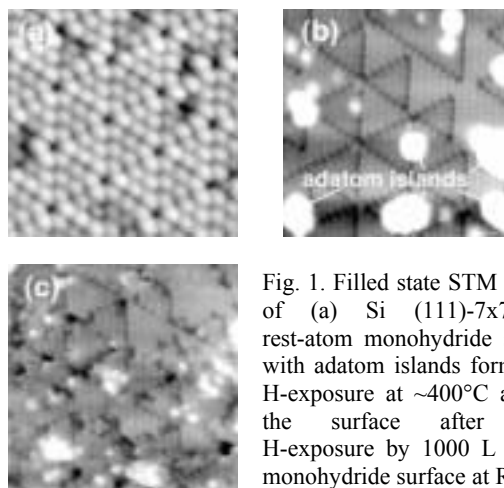 (a)
(b)
adatom islands
(c)
Fig. 1. Filled state STM
of (a) Si (111)-7x7
rest-atom monohydride
with adatom islands for
H-exposure at ~400°C a
the surface after
H-exposure by 1000 L
monohydride surface at R